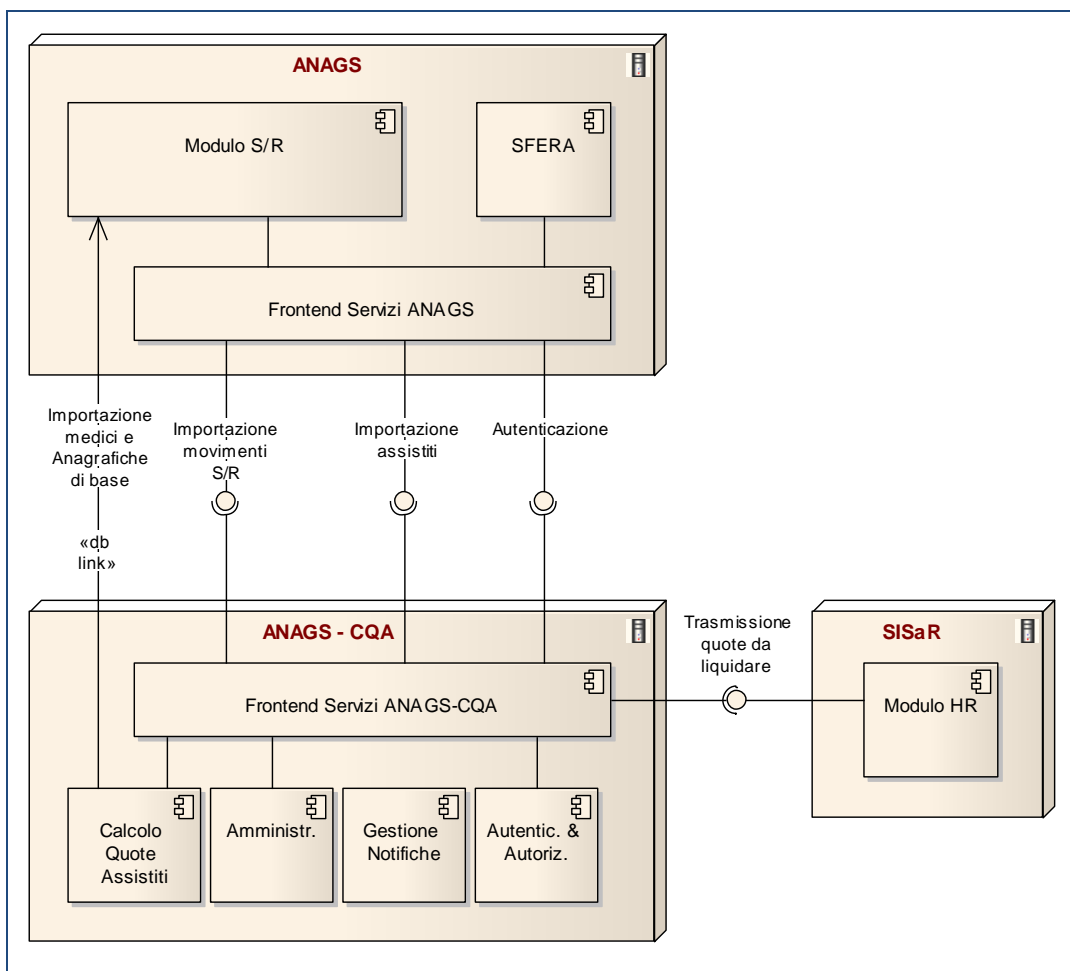 ANAGS
Modulo S/R
SFERA
Frontend Servizi ANAGS
Importazione
medici e
Anagrafiche
di base
Importazione
movimenti
S/R
Importazione
assistiti
Autenticazione
«db
link»
ANAGS - CQA
Frontend Servizi ANAGS-CQA
Trasmissione
quote da
liquidare
SISaR
Modulo HR
Calcolo
Quote
Assistiti
Amministr.
Gestione
Notifiche
Autentic. &
Autoriz.